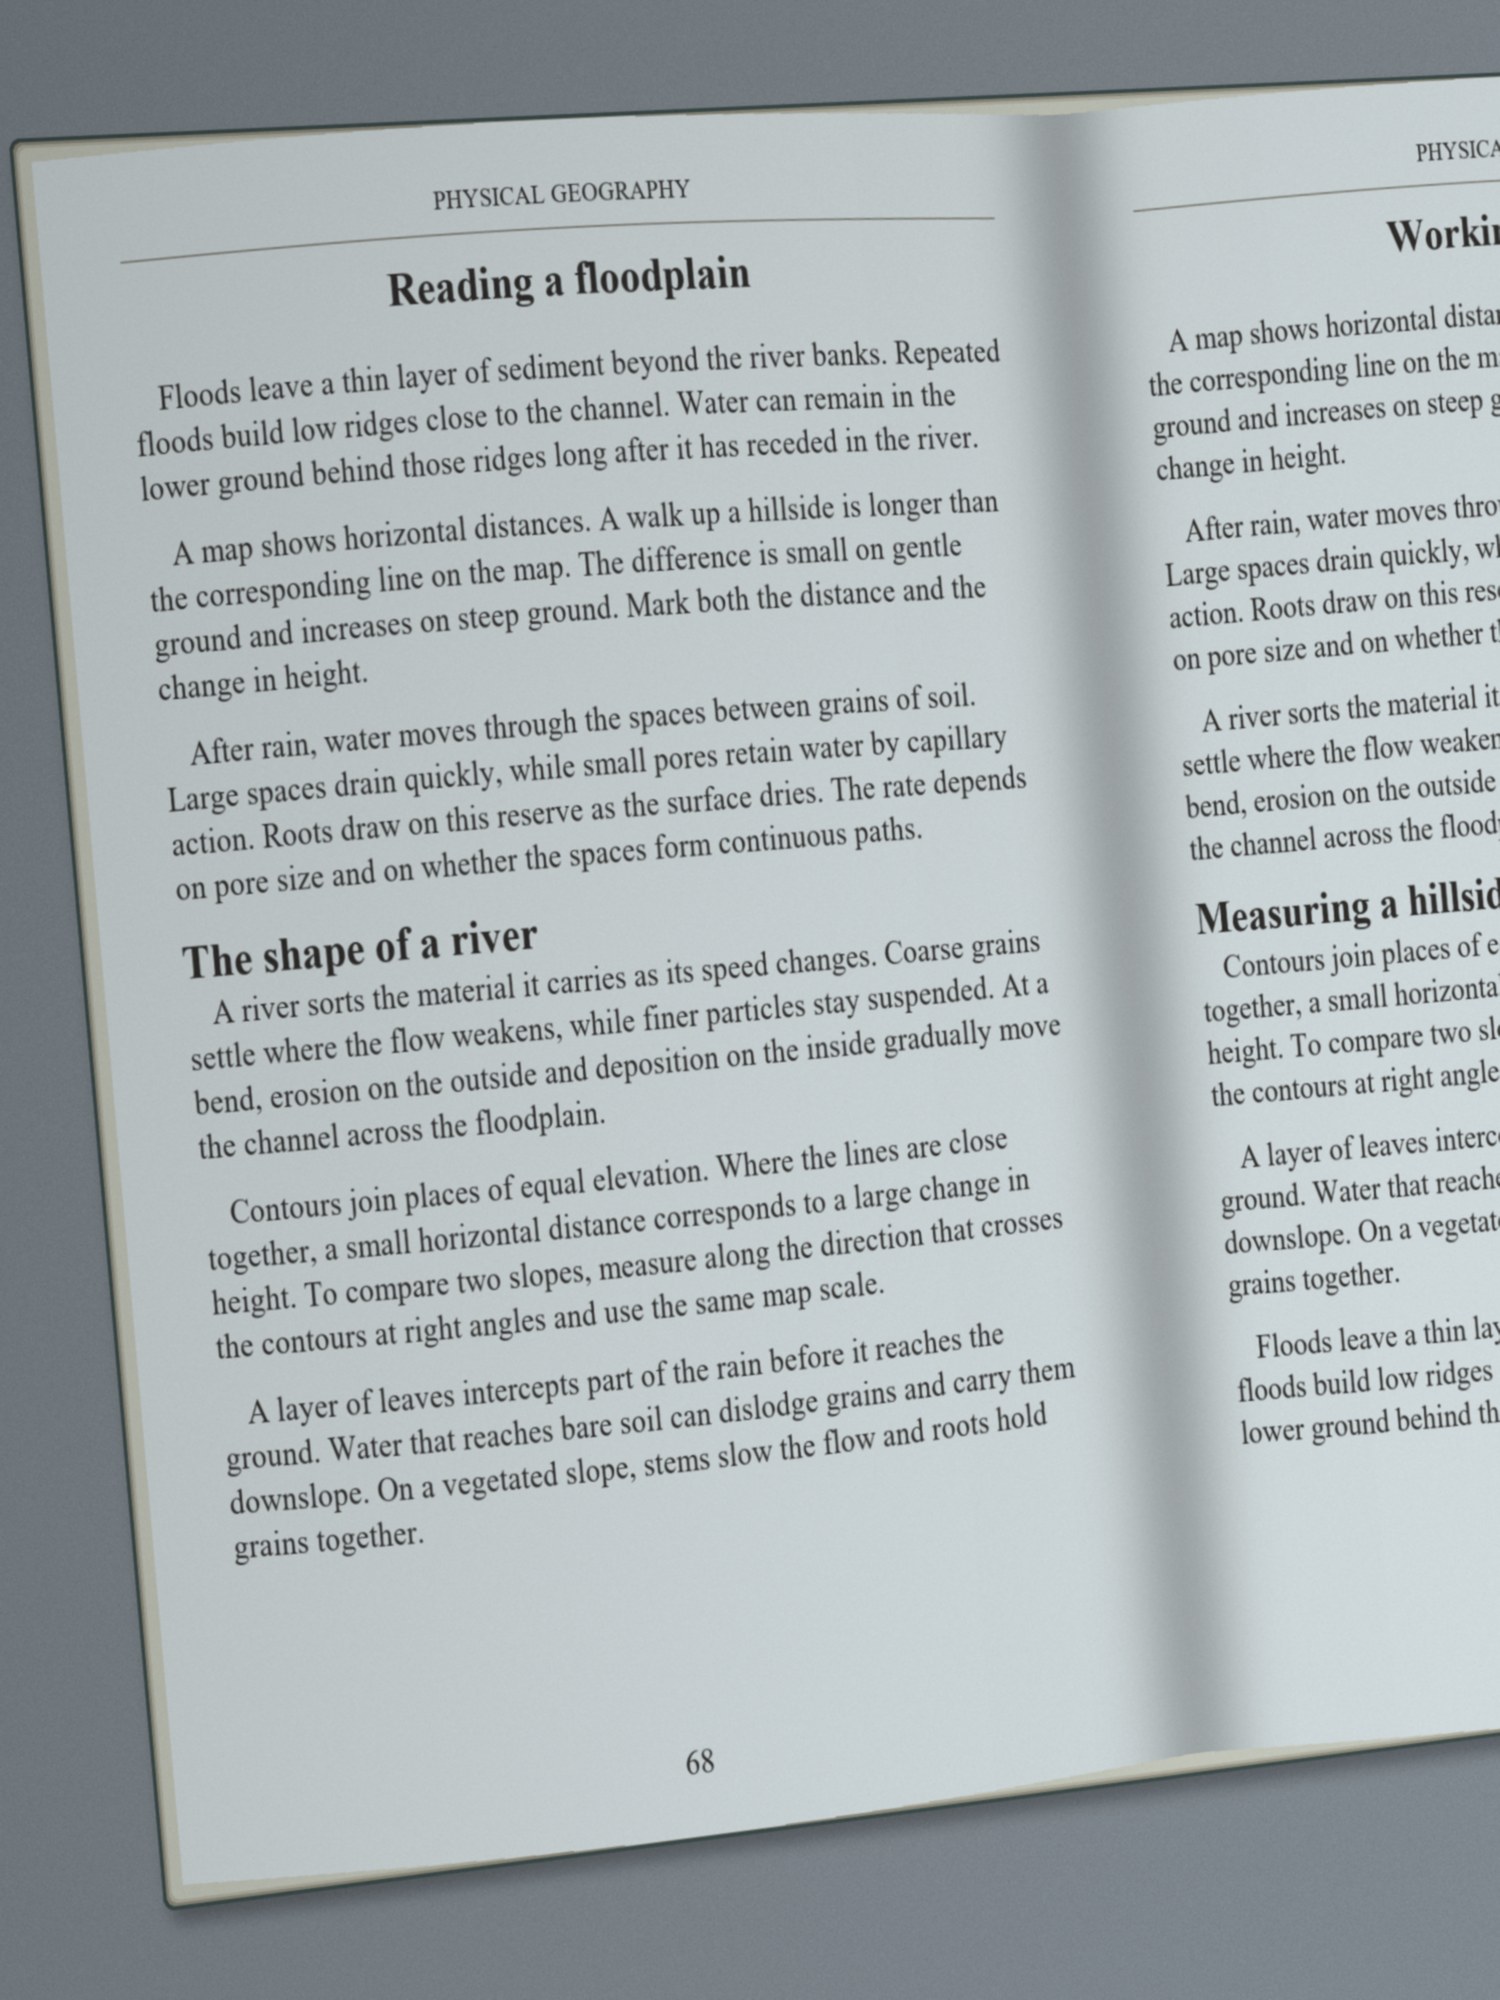 PHYSICAL GEOGRAPHY
Reading a floodplain
Floods leave a thin layer of sediment beyond the river banks. Repeated
floods build low ridges close to the channel. Water can remain in the
lower ground behind those ridges long after it has receded in the river.
A map shows horizontal distances. A walk up a hillside is longer than
the corresponding line on the map. The difference is small on gentle
ground and increases on steep ground. Mark both the distance and the
change in height.
After rain, water moves through the spaces between grains of soil.
Large spaces drain quickly, while small pores retain water by capillary
action. Roots draw on this reserve as the surface dries. The rate depends
on pore size and on whether the spaces form continuous paths.
The shape of a river
A river sorts the material it carries as its speed changes. Coarse grains
settle where the flow weakens, while finer particles stay suspended. At a
bend, erosion on the outside and deposition on the inside gradually move
the channel across the floodplain.
Contours join places of equal elevation. Where the lines are close
together, a small horizontal distance corresponds to a large change in
height. To compare two slopes, measure along the direction that crosses
the contours at right angles and use the same map scale.
A layer of leaves intercepts part of the rain before it reaches the
ground. Water that reaches bare soil can dislodge grains and carry them
downslope. On a vegetated slope, stems slow the flow and roots hold
grains together.
68
A map shows horizontal
the corresponding line on the
ground and increases on steep
change in height.
After rain, water moves
Large spaces drain quickly,
action. Roots draw on this
on pore size and on whether
A river sorts the material it
settle where the flow
bend, erosion on the outside
the channel across the
Measuring a
Contours join places of
together, a small
height. To compare two
the contours at right
A layer of leaves
ground. Water that
downslope. On a
grains together.
Floods leave a thin
floods build low ridges
lower ground behind